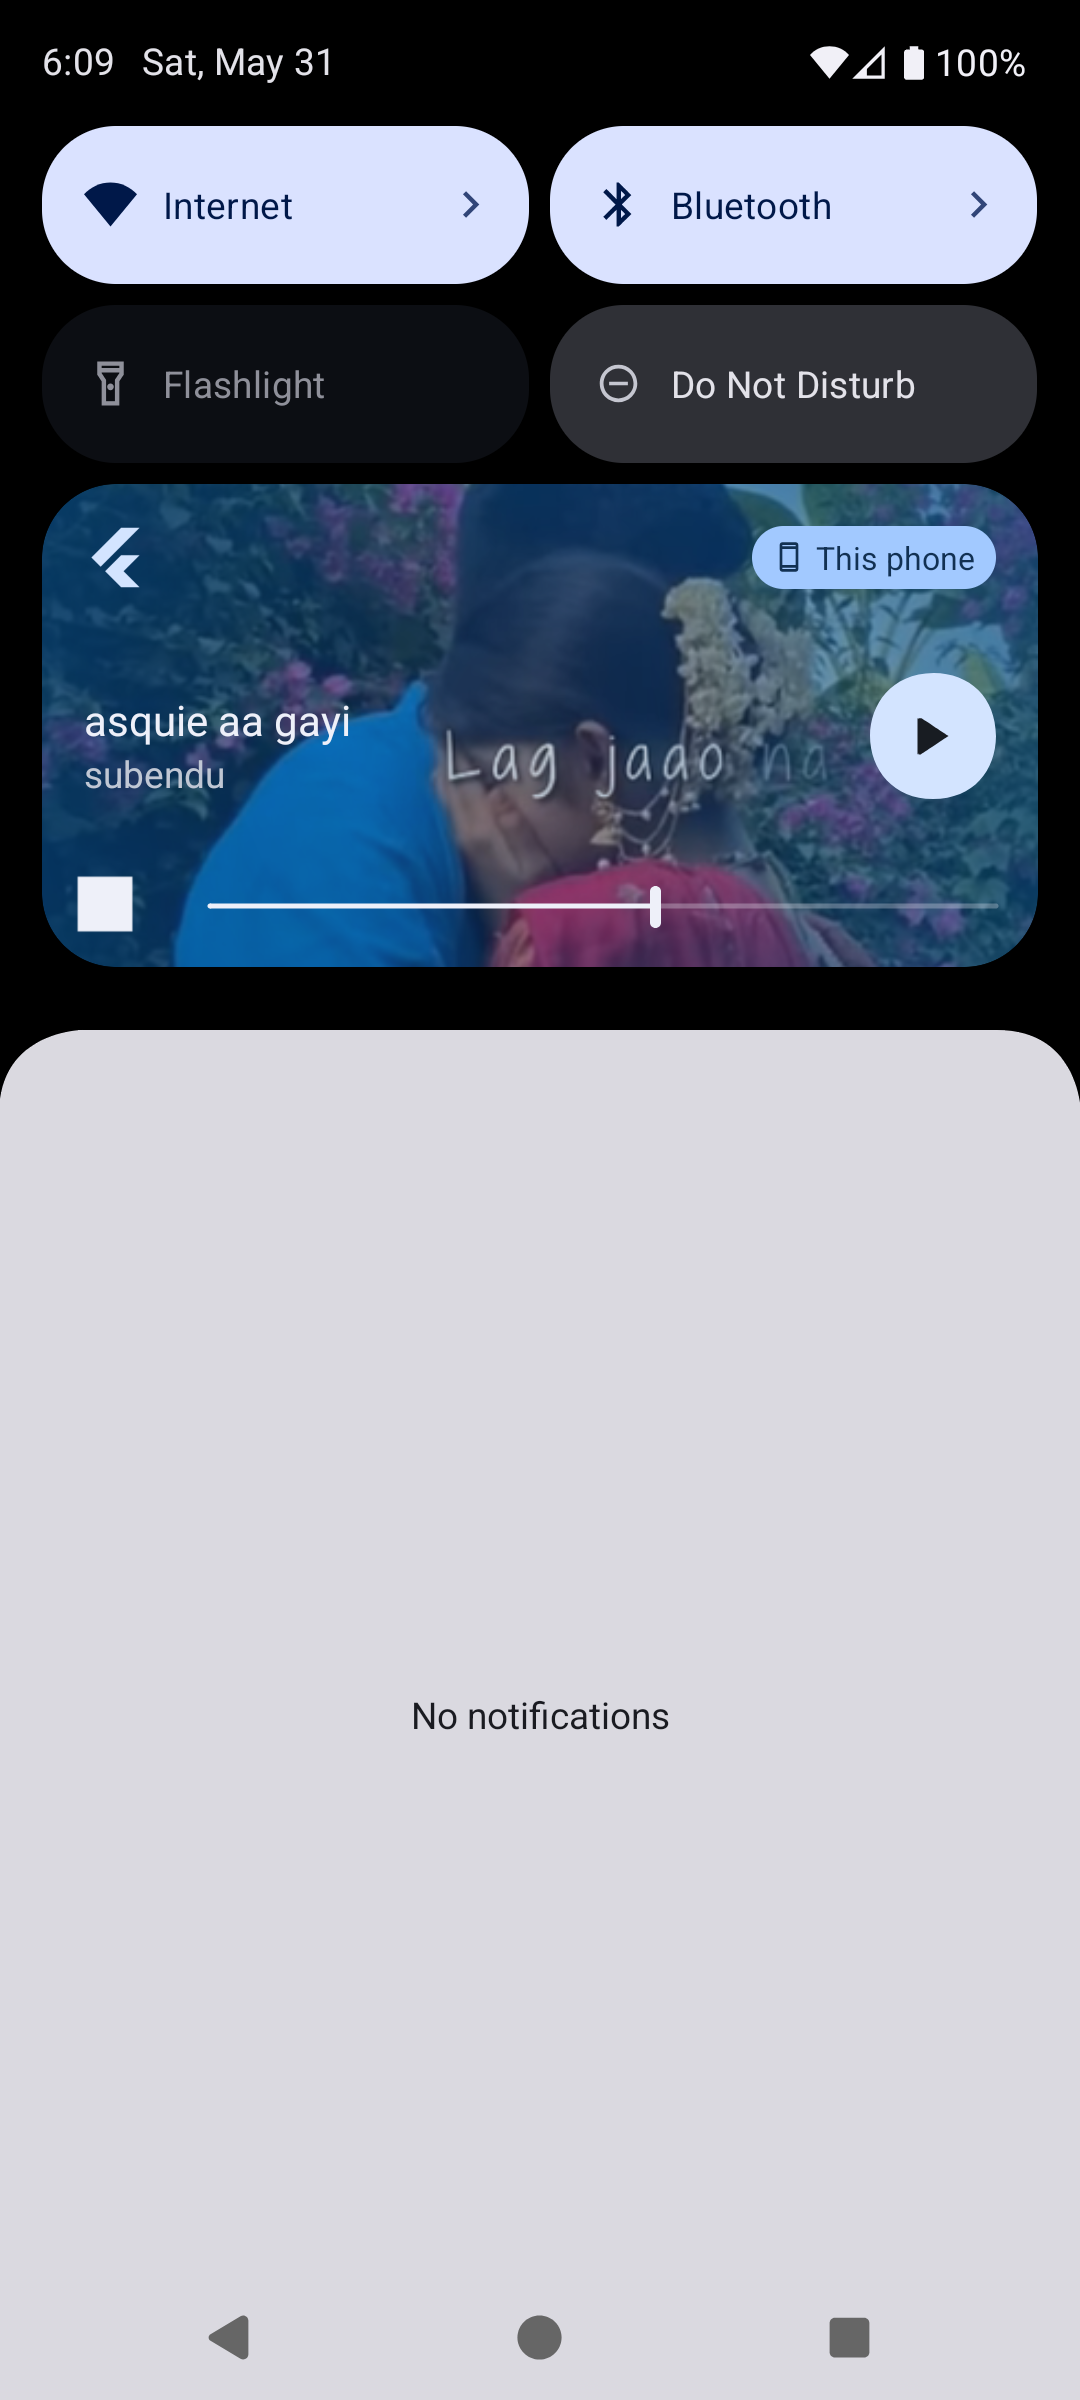 6:09 Sat, May 31 100%
Internet
Bluetooth
Flashlight
Do Not Disturb
This phone
asquie aa gayi
subendu
Lag jado na
No notifications